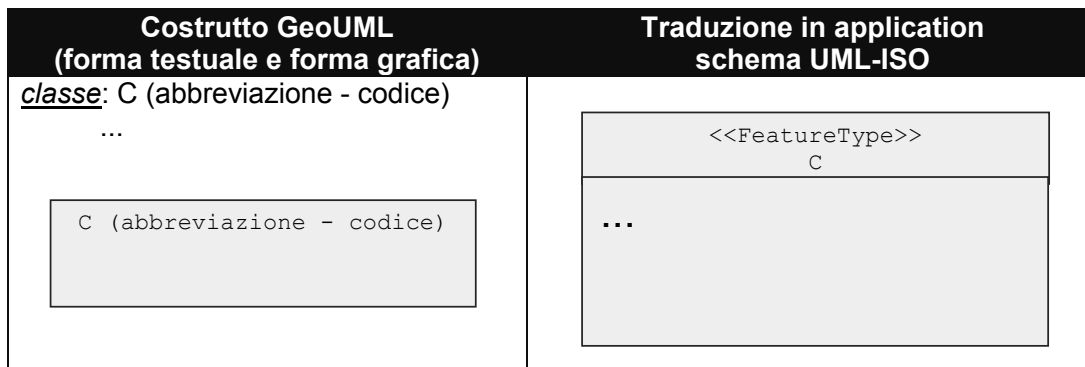 Costrutto GeoUML
(forma testuale e forma grafica)
Traduzione in application
schema UML-ISO
classe: C (abbreviazione - codice)
...
C (abbreviazione - codice)
<<FeatureType>>
C
...